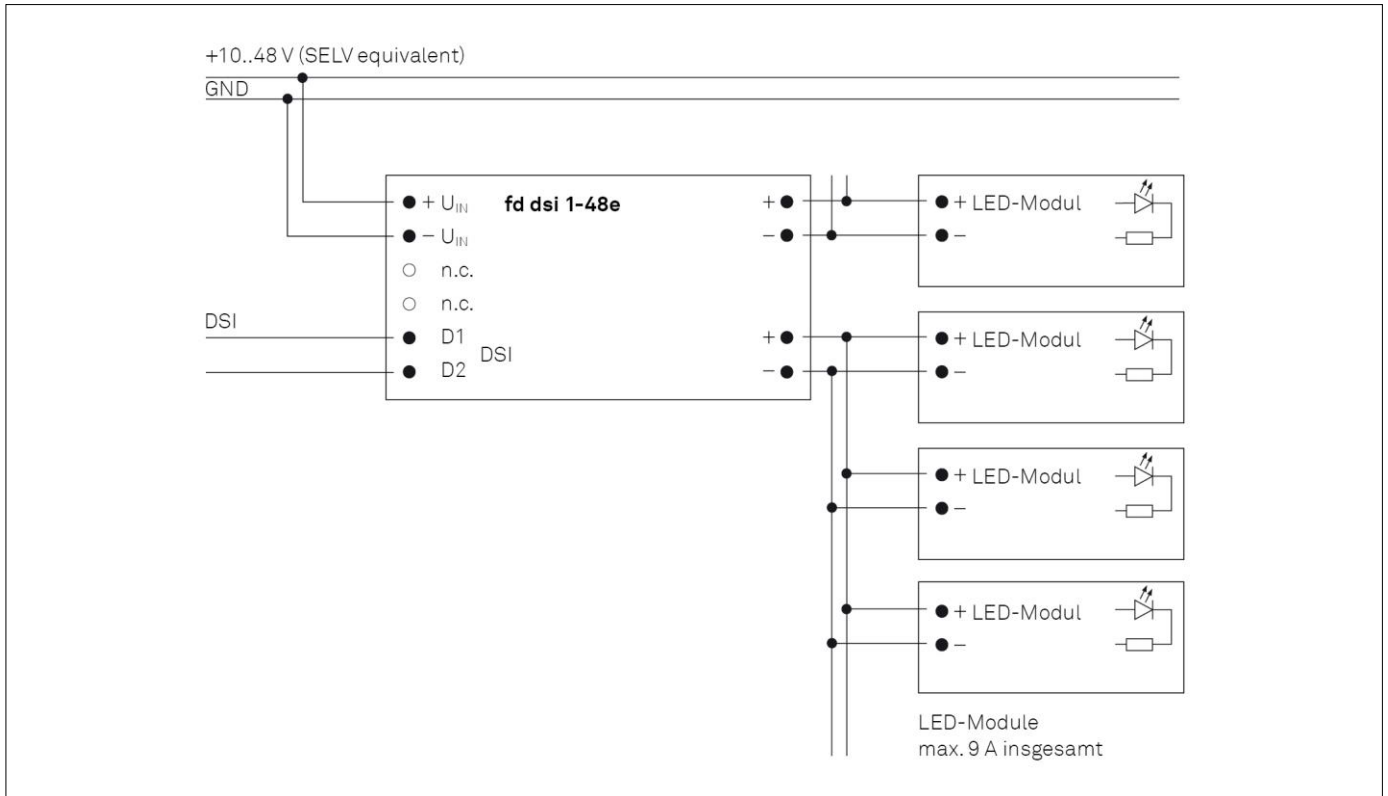 +10..48 V (SELV equivalent)
GND
+ U_IN fd dsi 1-48e +
– U_IN –
n.c.
n.c.
DSI
D1 +
DSI
D2 –
+ LED-Modul
–
+ LED-Modul
–
+ LED-Modul
–
+ LED-Modul
–
LED-Module
max. 9 A insgesamt